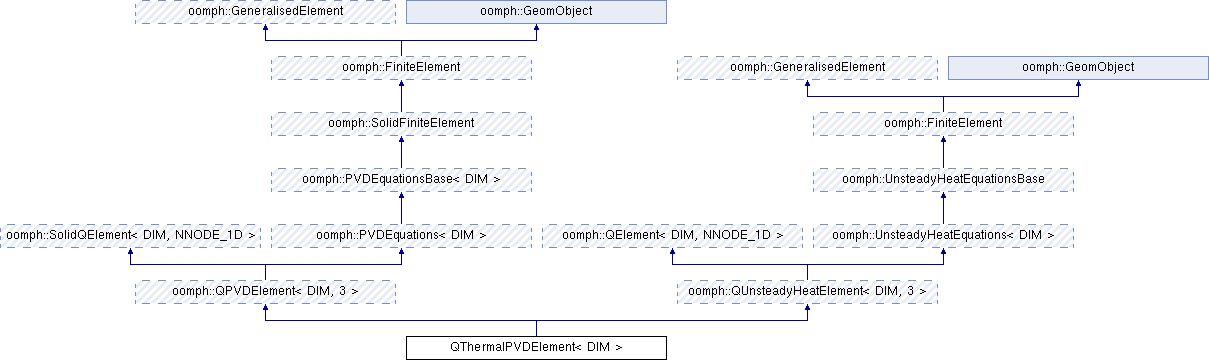 oomph::GeneralisedElement
oomph::GeomObject
oomph::FiniteElement
oomph::GeneralisedElement
oomph::GeomObject
oomph::SolidFiniteElement
oomph::FiniteElement
oomph::PVDEquationsBase< DIM >
oomph::UnsteadyHeatEquationsBase
oomph::SolidQElement< DIM, NNODE_1D >
oomph::PVDEquations< DIM >
oomph::QElement< DIM, NNODE_1D >
oomph::UnsteadyHeatEquations< DIM >
oomph::QPVDElement< DIM, 3 >
oomph::QUnsteadyHeatElement< DIM, 3 >
QThermalPVDElement< DIM >